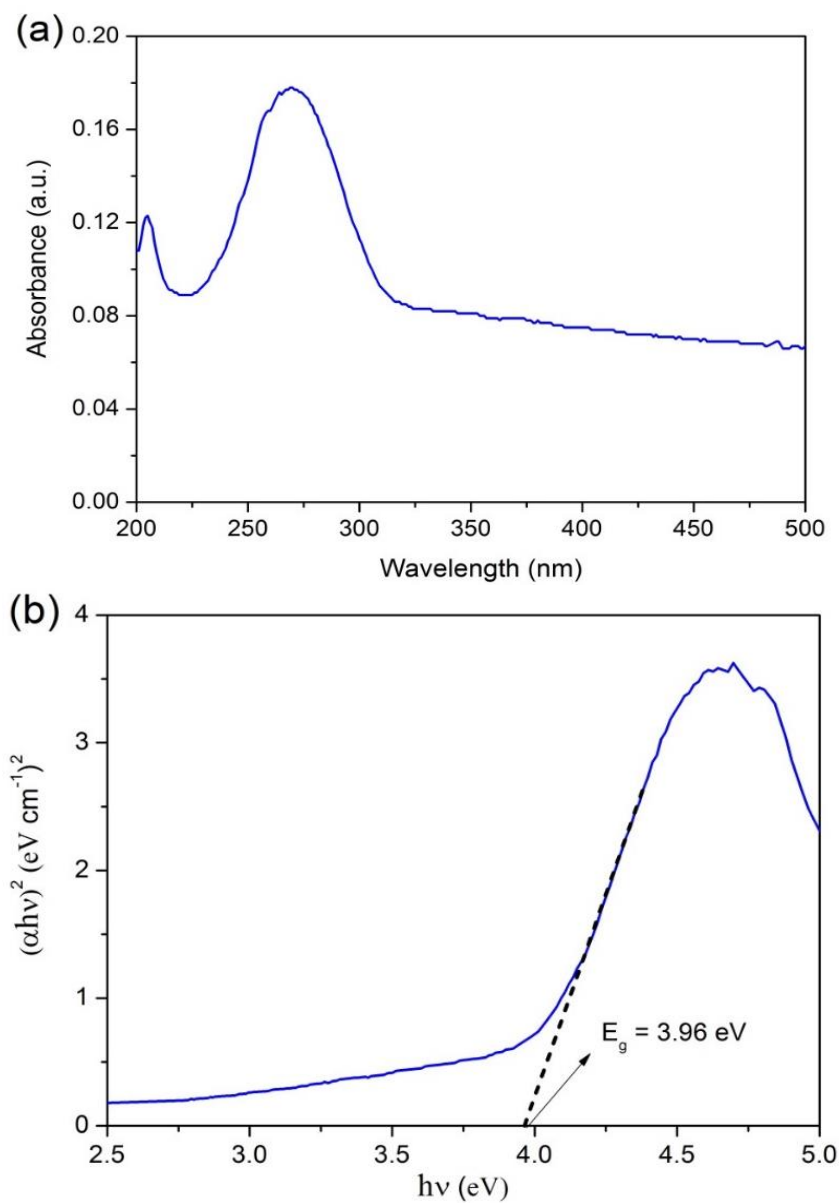 (a)
0.20
0.16
0.12
0.08
0.04
0.00
Absorbance (a.u.)
200 250 300 350 400 450 500
Wavelength (nm)
(b)
4
3
2
1
0
(αhν)² (eV cm⁻¹)²
E_g = 3.96 eV
2.5 3.0 3.5 4.0 4.5 5.0
hν (eV)